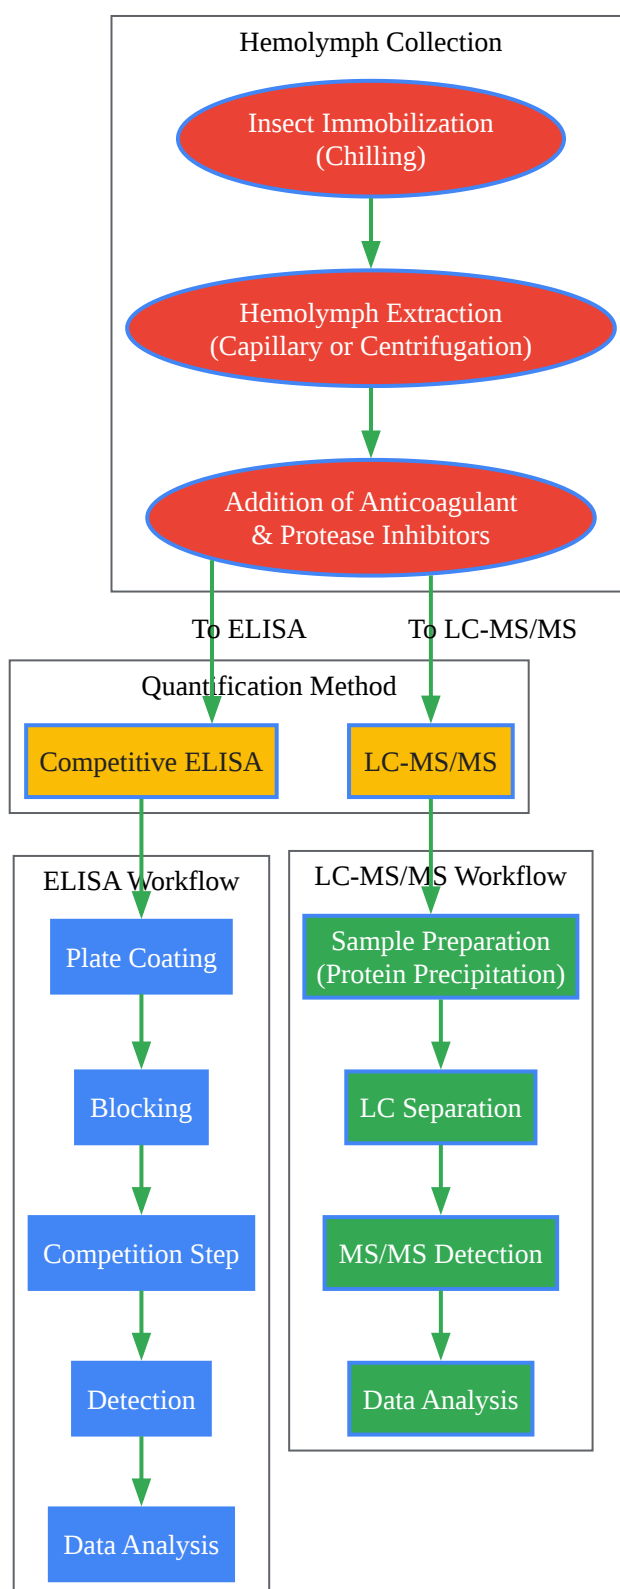 Hemolymph Collection
Insect Immobilization
(Chilling)
Hemolymph Extraction
(Capillary or Centrifugation)
Addition of Anticoagulant
& Protease Inhibitors
To ELISA
To LC-MS/MS
Quantification Method
Competitive ELISA
LC-MS/MS
ELISA Workflow
Plate Coating
Blocking
Competition Step
Detection
Data Analysis
LC-MS/MS Workflow
Sample Preparation
(Protein Precipitation)
LC Separation
MS/MS Detection
Data Analysis